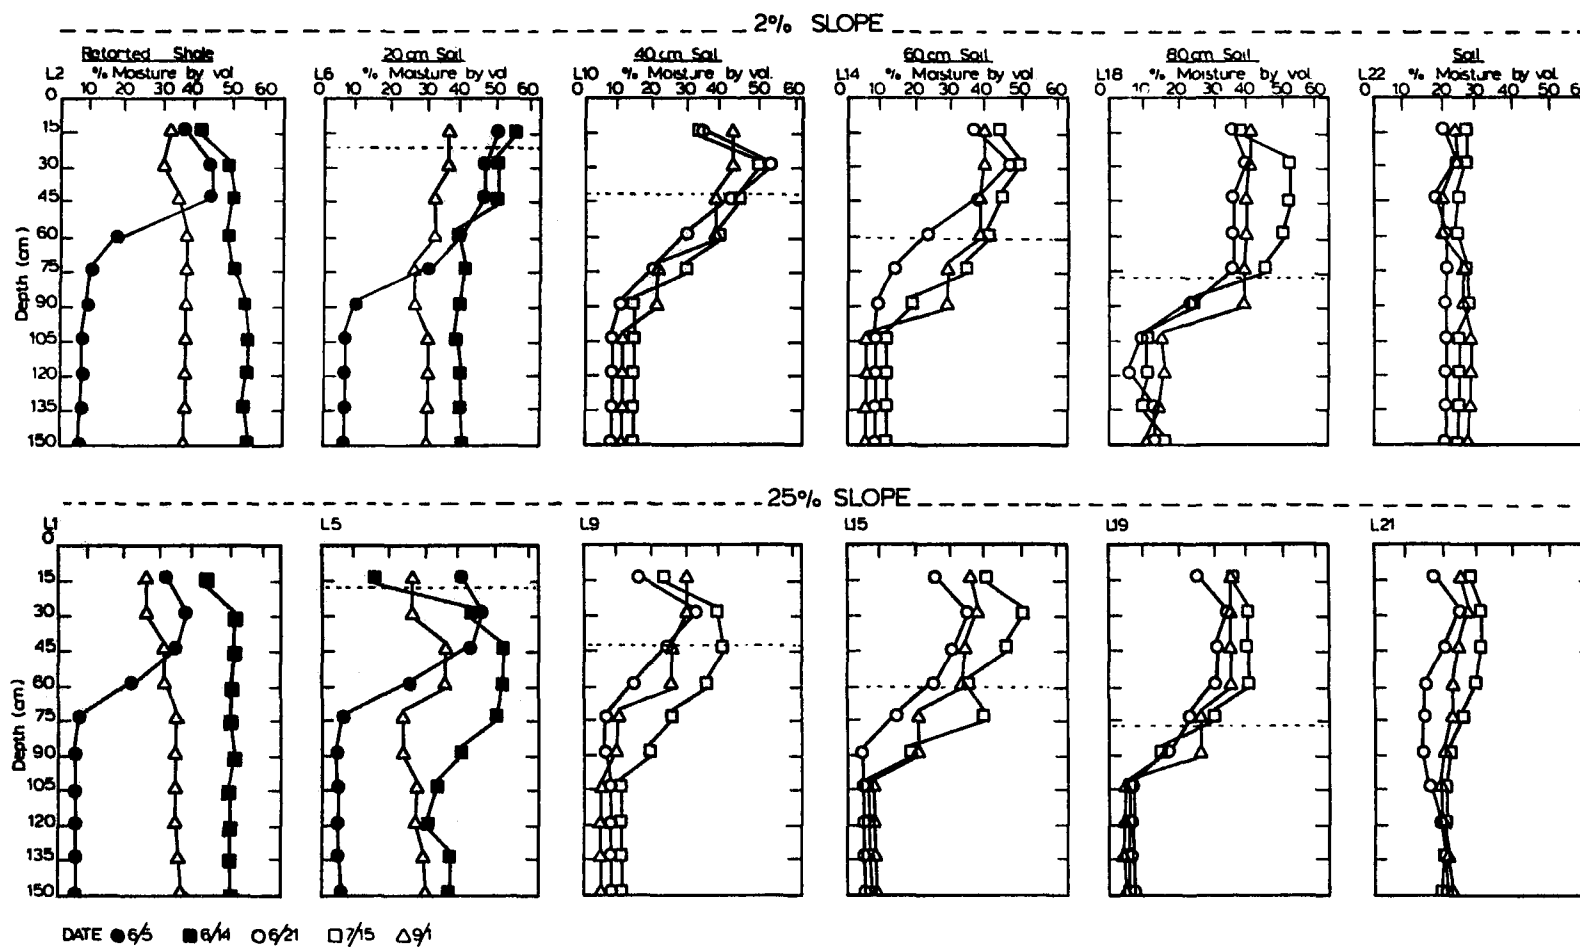 2% SLOPE
Retorted Shale 20 cm Soil 40 cm Soil 60 cm Soil 80 cm Soil Soil
L2 % Moisture by vol L6 % Moisture by vol L10 % Moisture by vol. L14 % Moisture by vol. L18 % Moisture by vol L22 % Moisture by vol
0 10 20 30 40 50 60 10 20 30 40 50 60 0 10 20 30 40 50 60 0 10 20 30 40 50 60 0 10 20 30 40 50 60 0 10 20 30 40 50 60
15
30
45
60
75
90
105
120
135
150
Depth (cm)
25% SLOPE
L1 L5 L9 L15 L19 L21
0
15
30
45
60
75
90
105
120
135
150
Depth (cm)
DATE 6/5 6/14 6/21 7/15 9/1